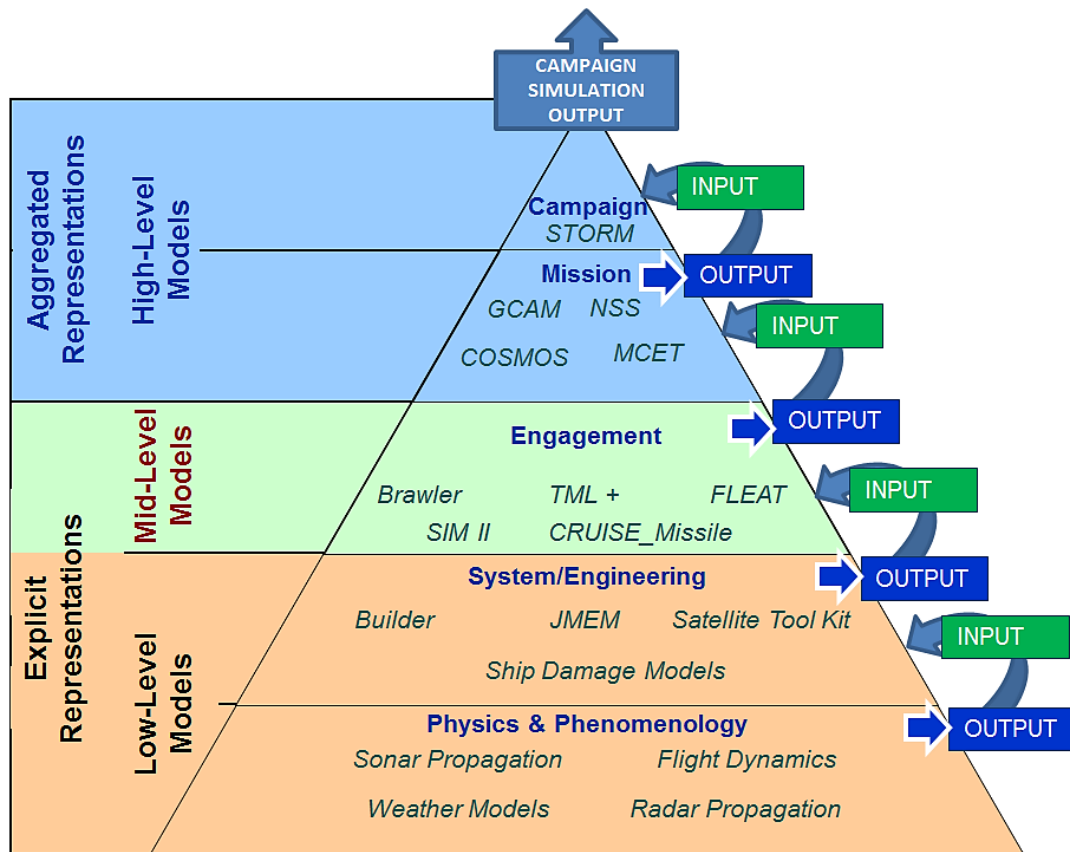 CAMPAIGN
SIMULATION
OUTPUT
Aggregated
Representations
High-Level
Models
Campaign
STORM
INPUT
Mission
OUTPUT
GCAM NSS
INPUT
COSMOS MCET
Mid-Level
Models
Engagement
OUTPUT
Brawler TML + FLEAT
INPUT
SIM II CRUISE_Missile
Explicit
Representations
Low-Level
Models
System/Engineering
OUTPUT
Builder JMEM Satellite Tool Kit
INPUT
Ship Damage Models
Physics & Phenomenology
OUTPUT
Sonar Propagation Flight Dynamics
Weather Models Radar Propagation